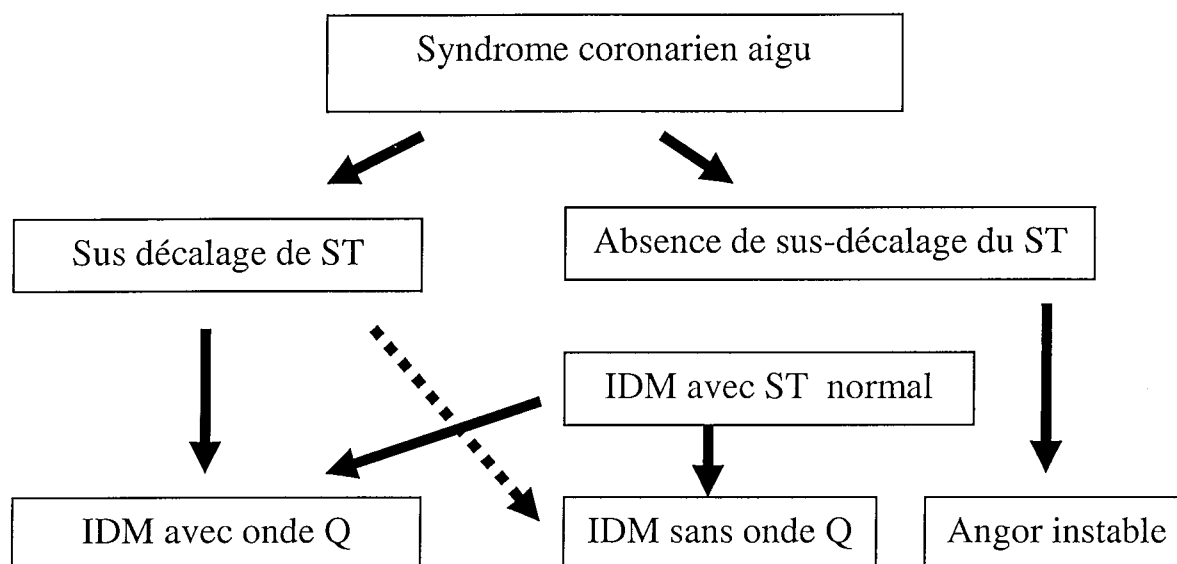 Syndrome coronarien aigu
Sus décalage de ST
Absence de sus-décalage du ST
IDM avec ST normal
IDM avec onde Q
IDM sans onde Q
Angor instable